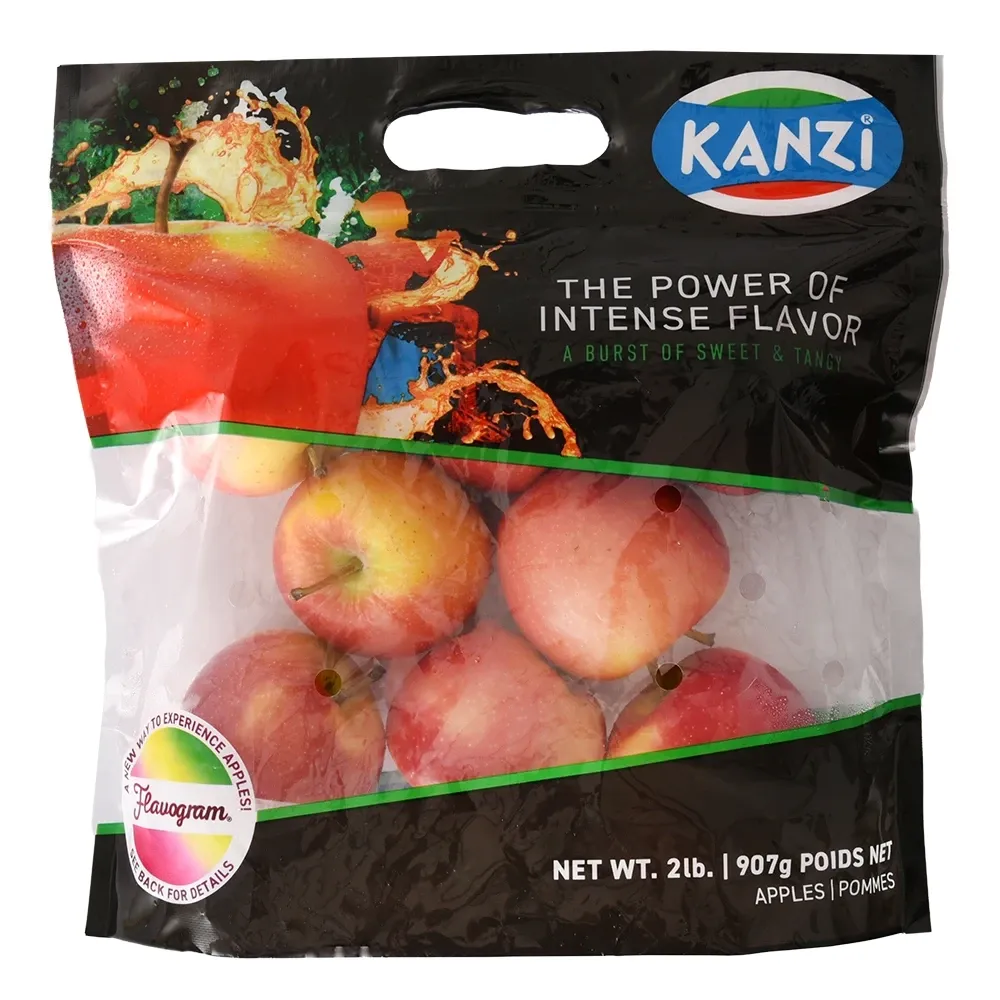 KANZi®
THE POWER OF
INTENSE FLAVOR
A BURST OF SWEET & TANGY
A NEW WAY TO EXPERIENCE APPLES!
Flavogram®
SEE BACK FOR DETAILS
NET WT. 2lb. | 907g POIDS NET
APPLES | POMMES